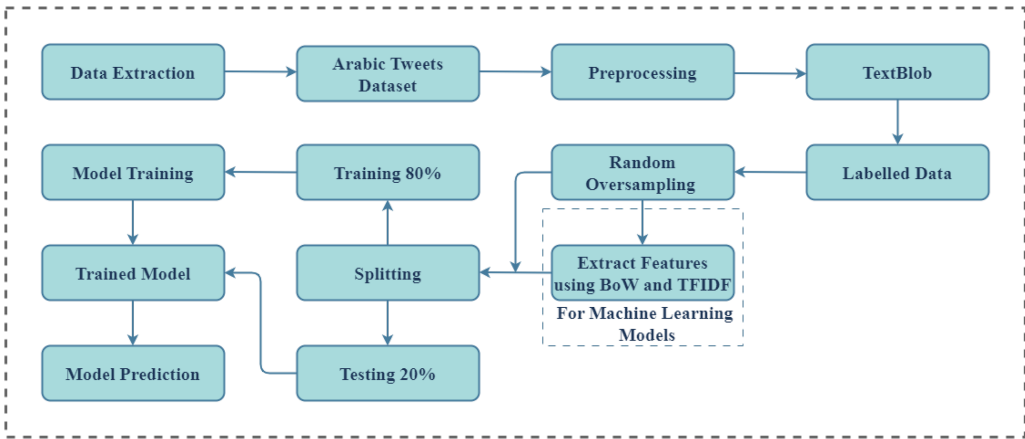 Data Extraction
Arabic Tweets
Dataset
Preprocessing
TextBlob
Model Training
Training 80%
Random
Oversampling
Labelled Data
Trained Model
Splitting
Extract Features
using BoW and TFIDF
For Machine Learning
Models
Model Prediction
Testing 20%